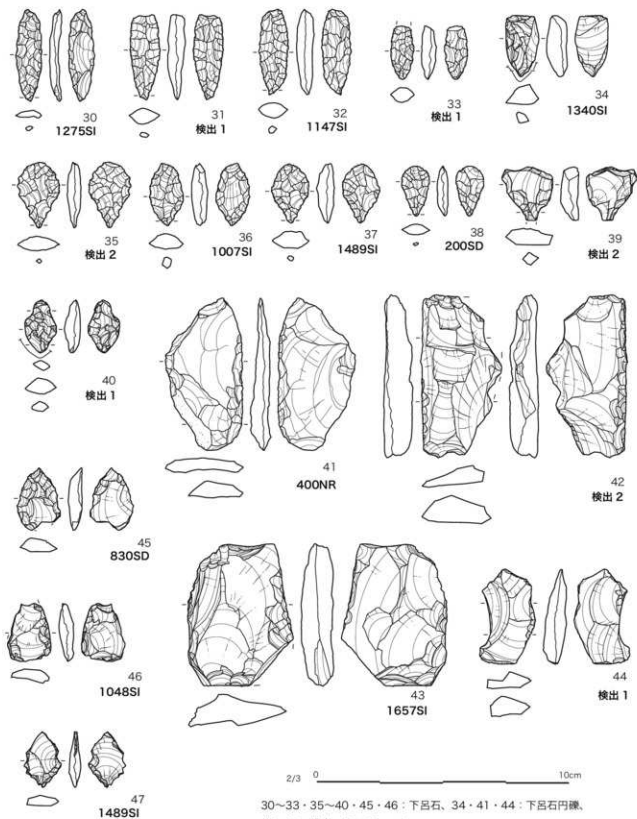 30
1275SI
31
検出 1
32
1147SI
33
検出 1
34
1340SI
35
検出 2
36
1007SI
37
1489SI
38
200SD
39
検出 2
40
検出 1
41
400NR
42
検出 2
45
830SD
46
1048SI
43
1657SI
44
検出 1
47
1489SI
2/3 0 10cm
30～33・35～40・45・46：下呂石、34・41・44：下呂石円礫、